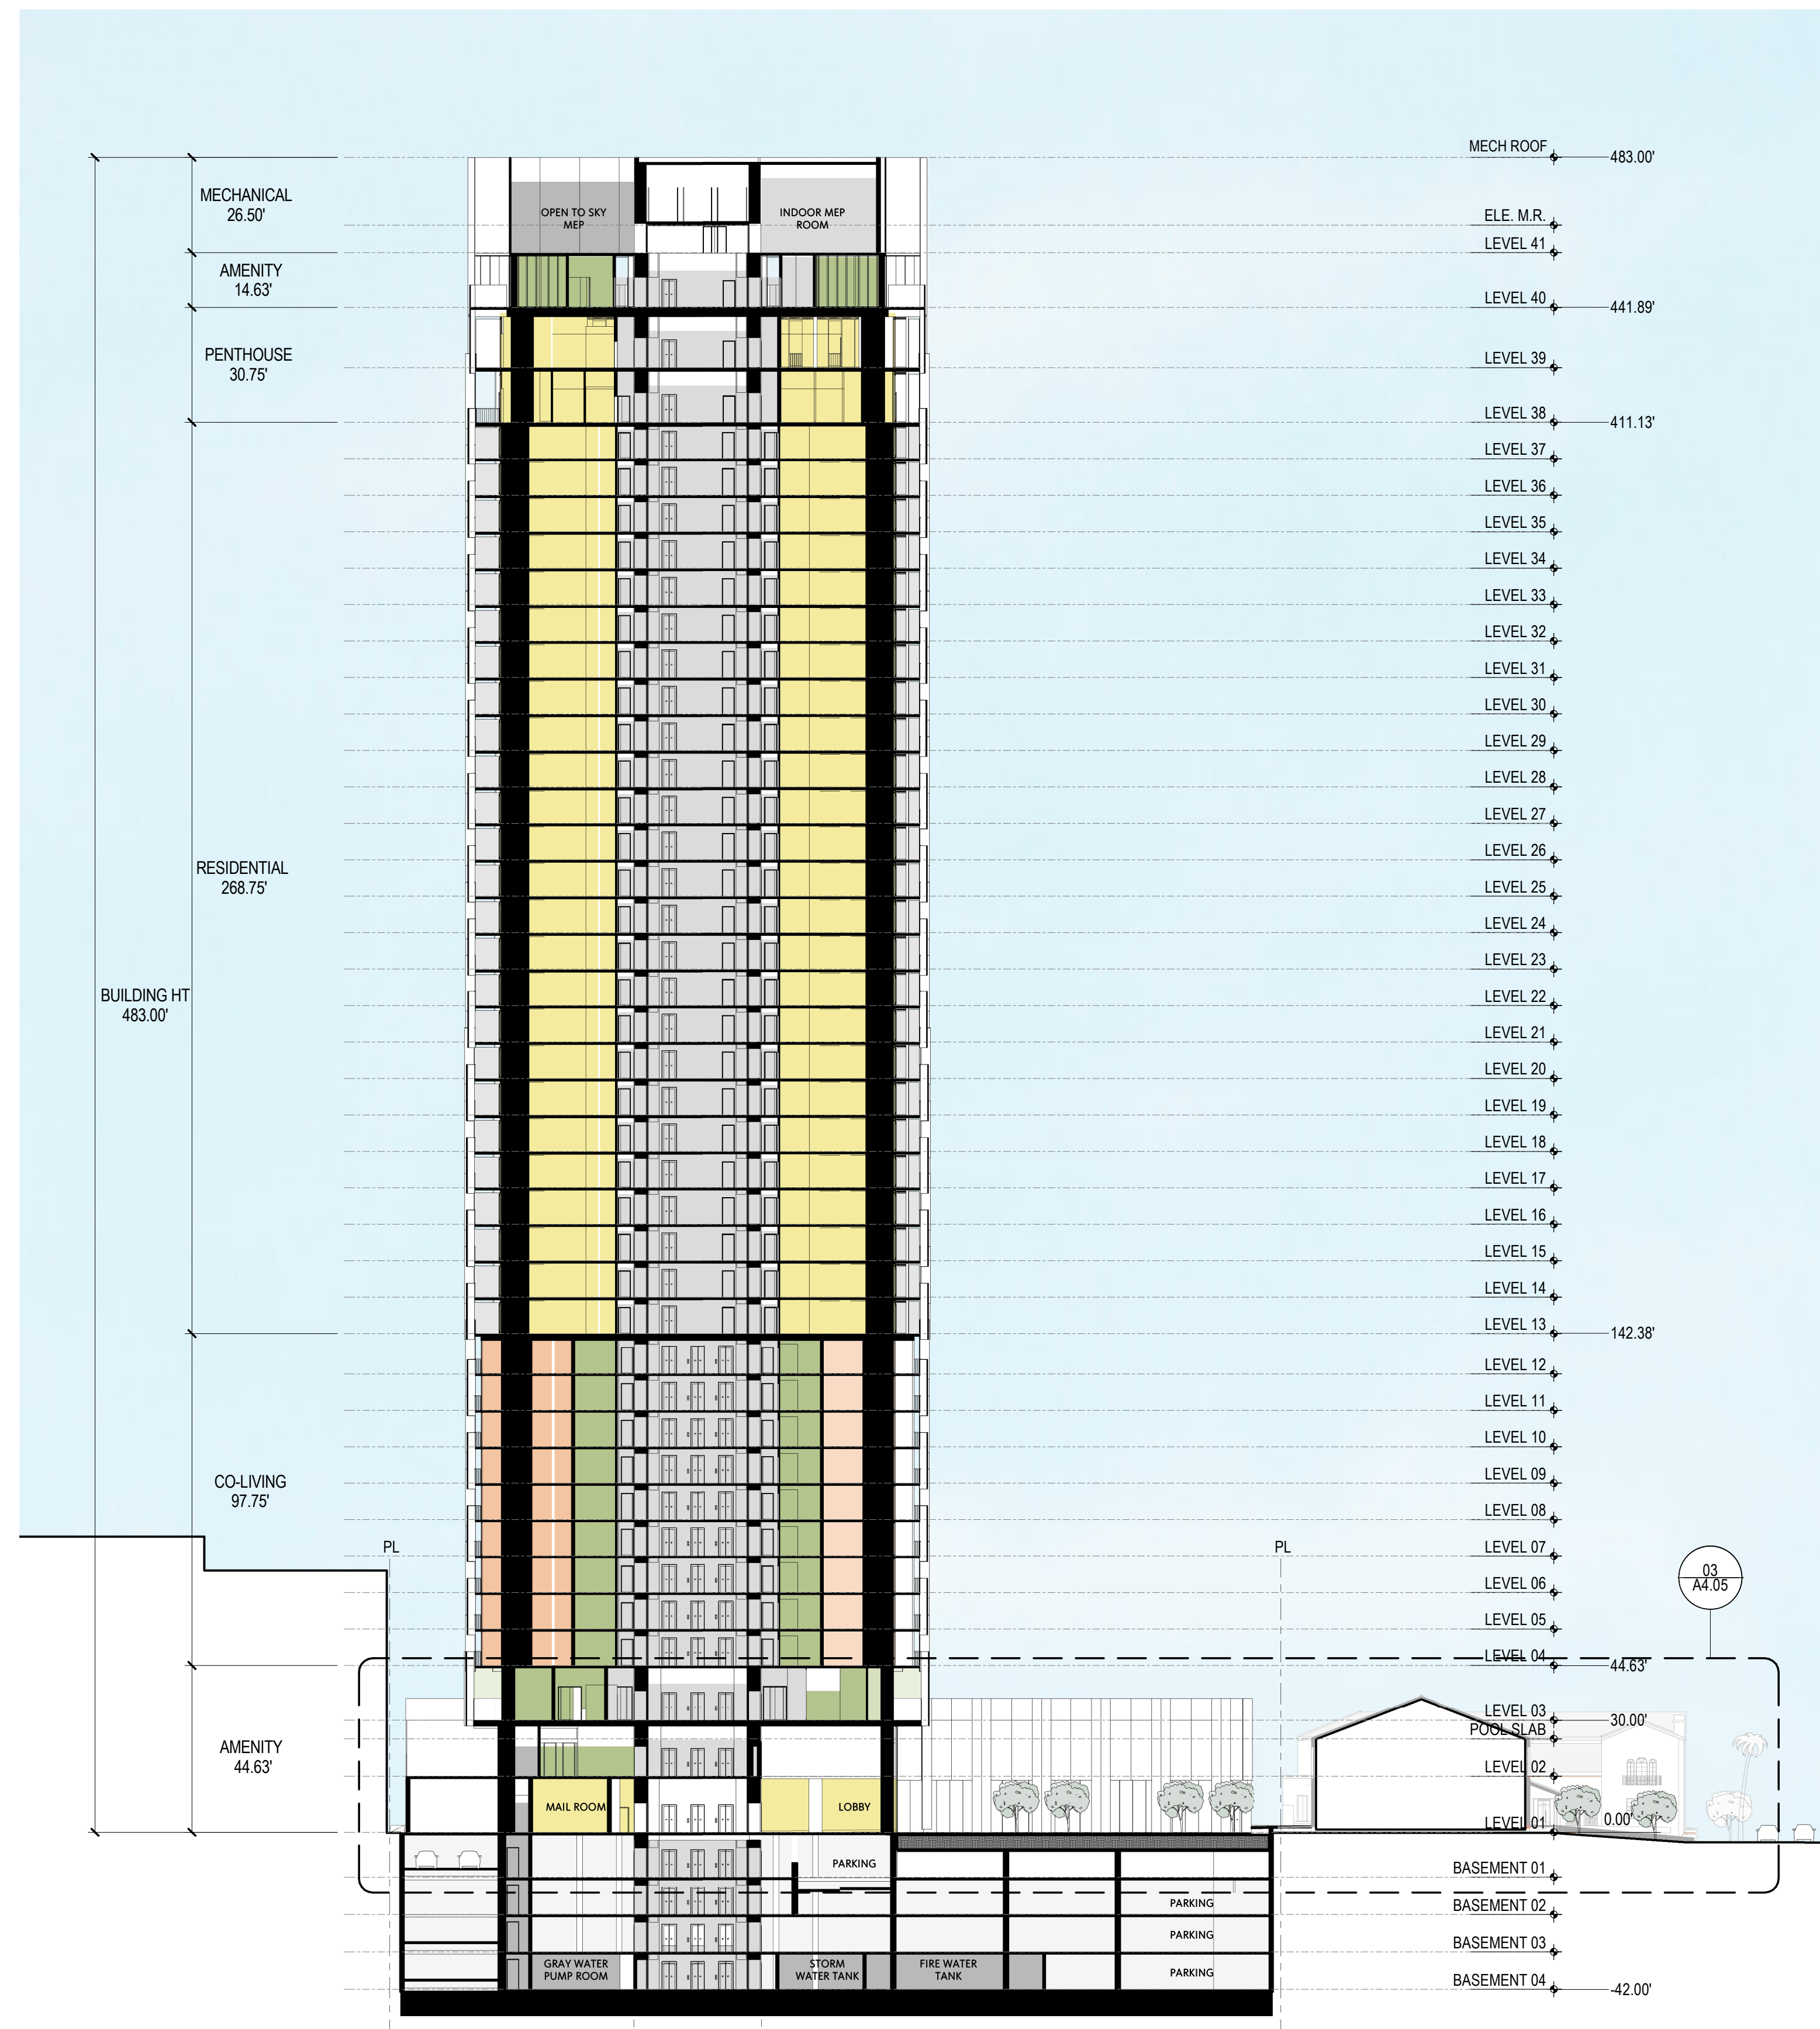 MECH ROOF
483.00'
MECHANICAL
26.50'
OPEN TO SKY
MEP
INDOOR MEP
ROOM
ELE. M.R.
LEVEL 41
AMENITY
14.63'
LEVEL 40
441.89'
PENTHOUSE
30.75'
LEVEL 39
LEVEL 38
411.13'
LEVEL 37
LEVEL 36
LEVEL 35
LEVEL 34
LEVEL 33
LEVEL 32
LEVEL 31
LEVEL 30
LEVEL 29
LEVEL 28
LEVEL 27
LEVEL 26
RESIDENTIAL
268.75'
LEVEL 25
LEVEL 24
LEVEL 23
BUILDING HT
483.00'
LEVEL 22
LEVEL 21
LEVEL 20
LEVEL 19
LEVEL 18
LEVEL 17
LEVEL 16
LEVEL 15
LEVEL 14
LEVEL 13
142.38'
LEVEL 12
LEVEL 11
LEVEL 10
LEVEL 09
CO-LIVING
97.75'
LEVEL 08
PL
PL
LEVEL 07
03
A4.05
LEVEL 06
LEVEL 05
LEVEL 04
44.63'
LEVEL 03
30.00'
POOL SLAB
AMENITY
44.63'
LEVEL 02
MAIL ROOM
LOBBY
LEVEL 01
0.00'
PARKING
BASEMENT 01
PARKING
BASEMENT 02
PARKING
BASEMENT 03
GRAY WATER
PUMP ROOM
STORM
WATER TANK
FIRE WATER
TANK
PARKING
BASEMENT 04
-42.00'